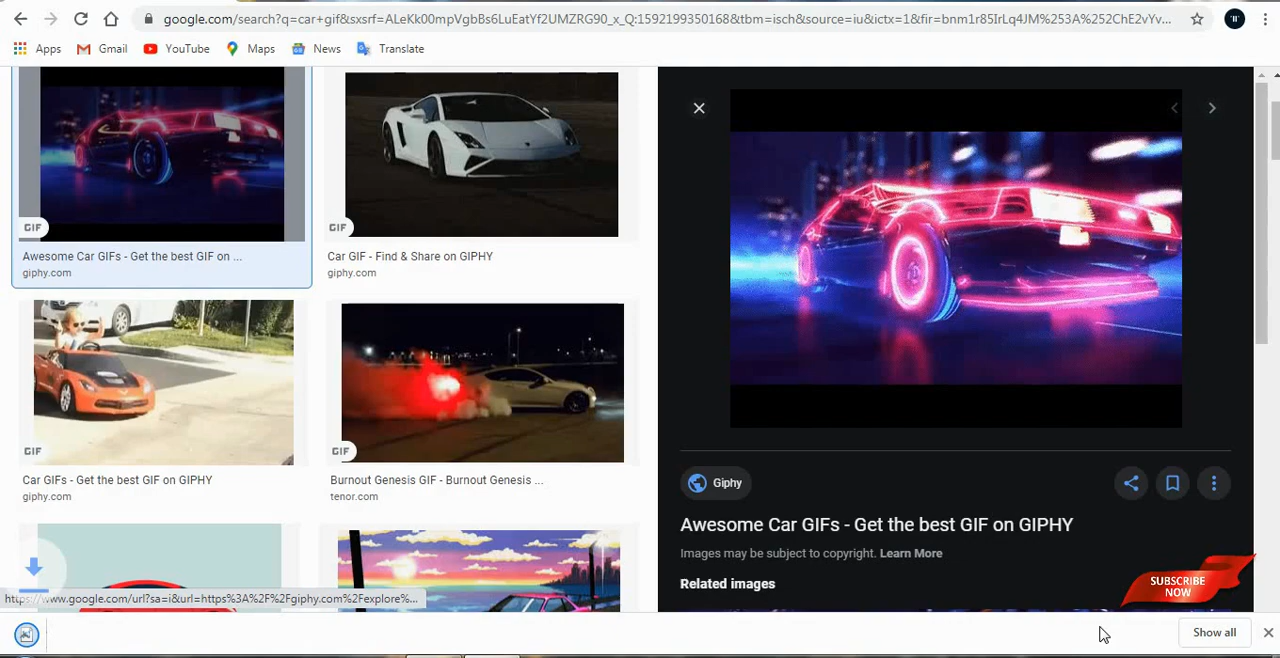 google.com/search?q=car+gif&sxsrf=ALeKk00mpVgbBs6LuEatYf2UMZRG90_x_Q:1592199350168&tbm=isch&source=iu&ictx=1&fir=bnm1r85IrLq4JM%253A%252ChE2vYv...
Apps Gmail YouTube Maps News Translate
GIF
GIF
Awesome Car GIFs - Get the best GIF on ...
giphy.com
Car GIF - Find & Share on GIPHY
giphy.com
GIF
GIF
Car GIFs - Get the best GIF on GIPHY
giphy.com
Burnout Genesis GIF - Burnout Genesis ...
tenor.com
Giphy
Awesome Car GIFs - Get the best GIF on GIPHY
Images may be subject to copyright. Learn More
Related images
SUBSCRIBE
NOW
https://www.google.com/url?sa=i&url=https%3A%2F%2Fgiphy.com%2Fexplore%...
Show all